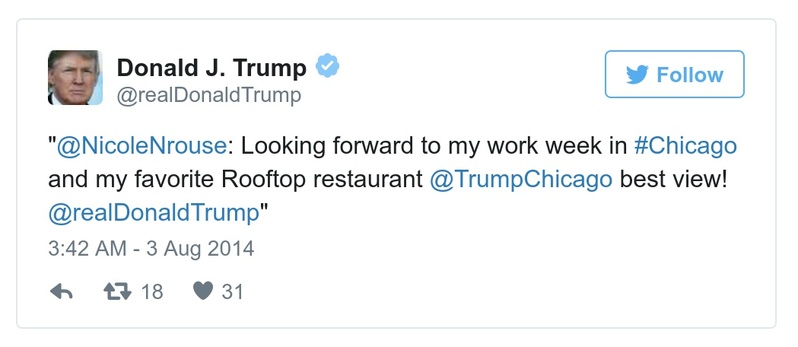 Donald J. Trump
@realDonaldTrump
Follow
"@NicoleNrouse: Looking forward to my work week in #Chicago
and my favorite Rooftop restaurant @TrumpChicago best view!
@realDonaldTrump"
3:42 AM - 3 Aug 2014
18 31